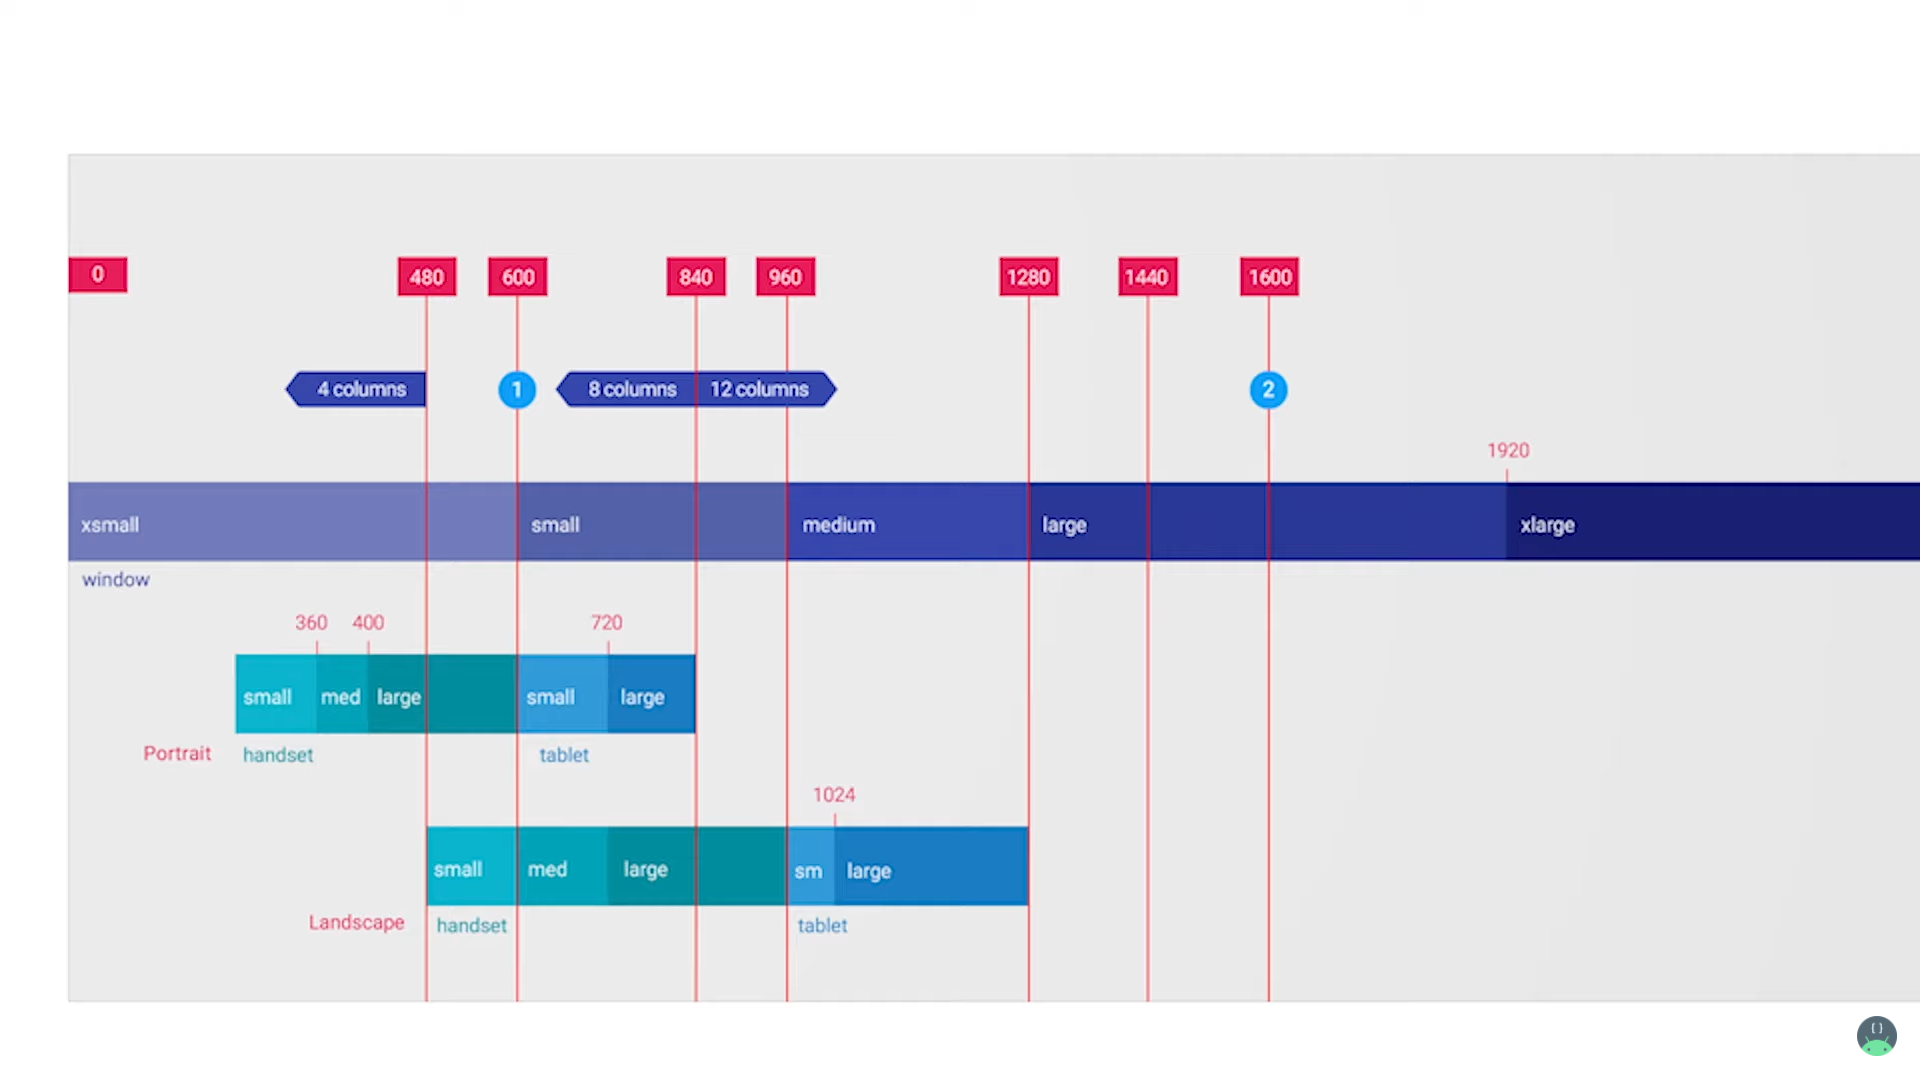 0 480 600 840 960 1280 1440 1600
4 columns 1 8 columns 12 columns 2
1920
xsmall small medium large xlarge
window
360 400 720
small med large small large
Portrait handset tablet
1024
small med large sm large
Landscape handset tablet